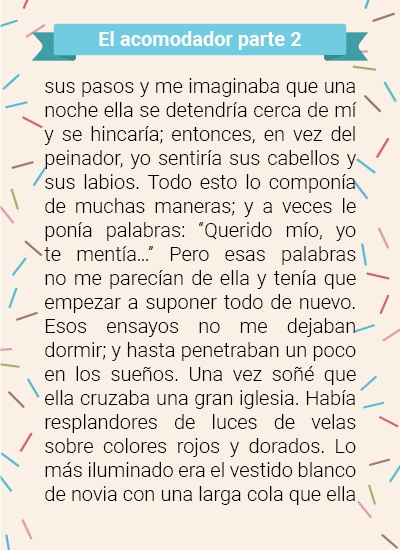 El acomodador parte 2
sus pasos y me imaginaba que una
noche ella se detendría cerca de mí
y se hincaría; entonces, en vez del
peinador, yo sentiría sus cabellos y
sus labios. Todo esto lo componía
de muchas maneras; y a veces le
ponía palabras: “Querido mío, yo
te mentía...” Pero esas palabras
no me parecían de ella y tenía que
empezar a suponer todo de nuevo.
Esos ensayos no me dejaban
dormir; y hasta penetraban un poco
en los sueños. Una vez soñé que
ella cruzaba una gran iglesia. Había
resplandores de luces de velas
sobre colores rojos y dorados. Lo
más iluminado era el vestido blanco
de novia con una larga cola que ella